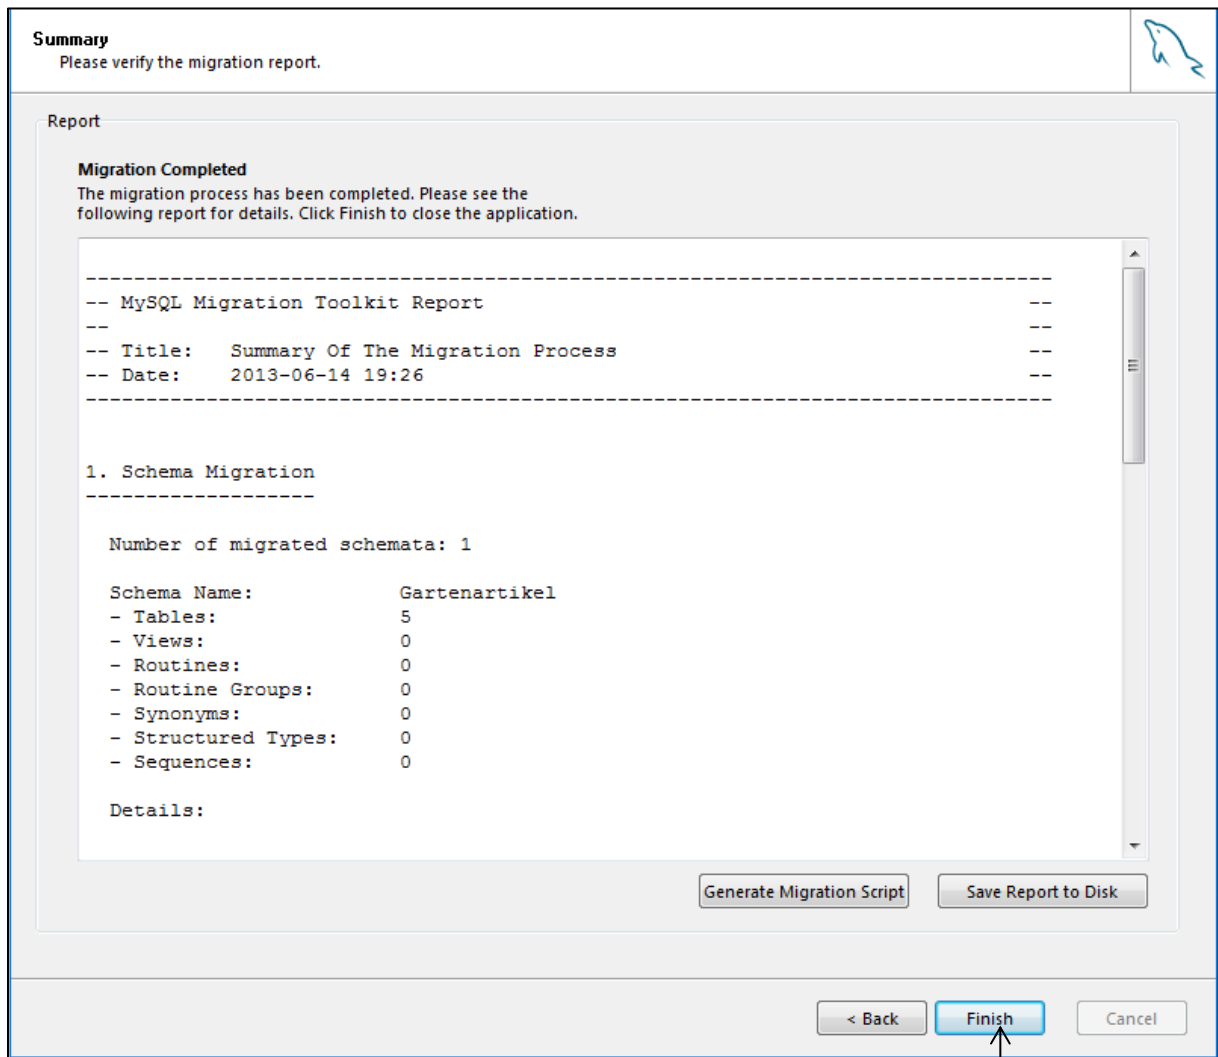 Summary
Please verify the migration report.
Report
Migration Completed
The migration process has been completed. Please see the
following report for details. Click Finish to close the application.
--------------------------------------------------------------------------------
-- MySQL Migration Toolkit Report                                             --
--                                                                            --
-- Title:   Summary Of The Migration Process                                  --
-- Date:    2013-06-14 19:26                                                  --
--------------------------------------------------------------------------------
1. Schema Migration
-------------------
Number of migrated schemata: 1
Schema Name:            Gartenartikel
- Tables:               5
- Views:                0
- Routines:             0
- Routine Groups:       0
- Synonyms:             0
- Structured Types:     0
- Sequences:            0
Details:
Generate Migration Script Save Report to Disk
< Back Finish Cancel